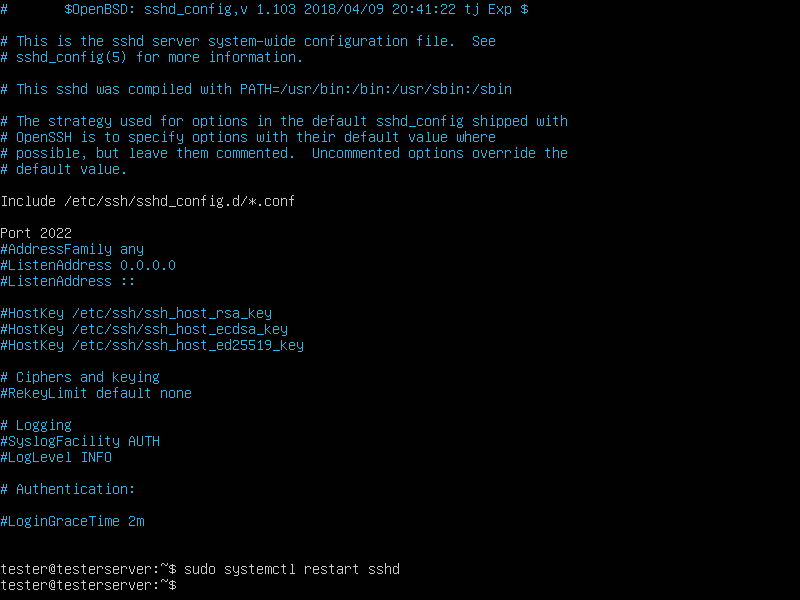 #       $OpenBSD: sshd_config,v 1.103 2018/04/09 20:41:22 tj Exp $
# This is the sshd server system-wide configuration file.  See
# sshd_config(5) for more information.
# This sshd was compiled with PATH=/usr/bin:/bin:/usr/sbin:/sbin
# The strategy used for options in the default sshd_config shipped with
# OpenSSH is to specify options with their default value where
# possible, but leave them commented.  Uncommented options override the
# default value.
Include /etc/ssh/sshd_config.d/*.conf
Port 2022
#AddressFamily any
#ListenAddress 0.0.0.0
#ListenAddress ::
#HostKey /etc/ssh/ssh_host_rsa_key
#HostKey /etc/ssh/ssh_host_ecdsa_key
#HostKey /etc/ssh/ssh_host_ed25519_key
# Ciphers and keying
#RekeyLimit default none
# Logging
#SyslogFacility AUTH
#LogLevel INFO
# Authentication:
#LoginGraceTime 2m
tester@testerserver:~$ sudo systemctl restart sshd
tester@testerserver:~$